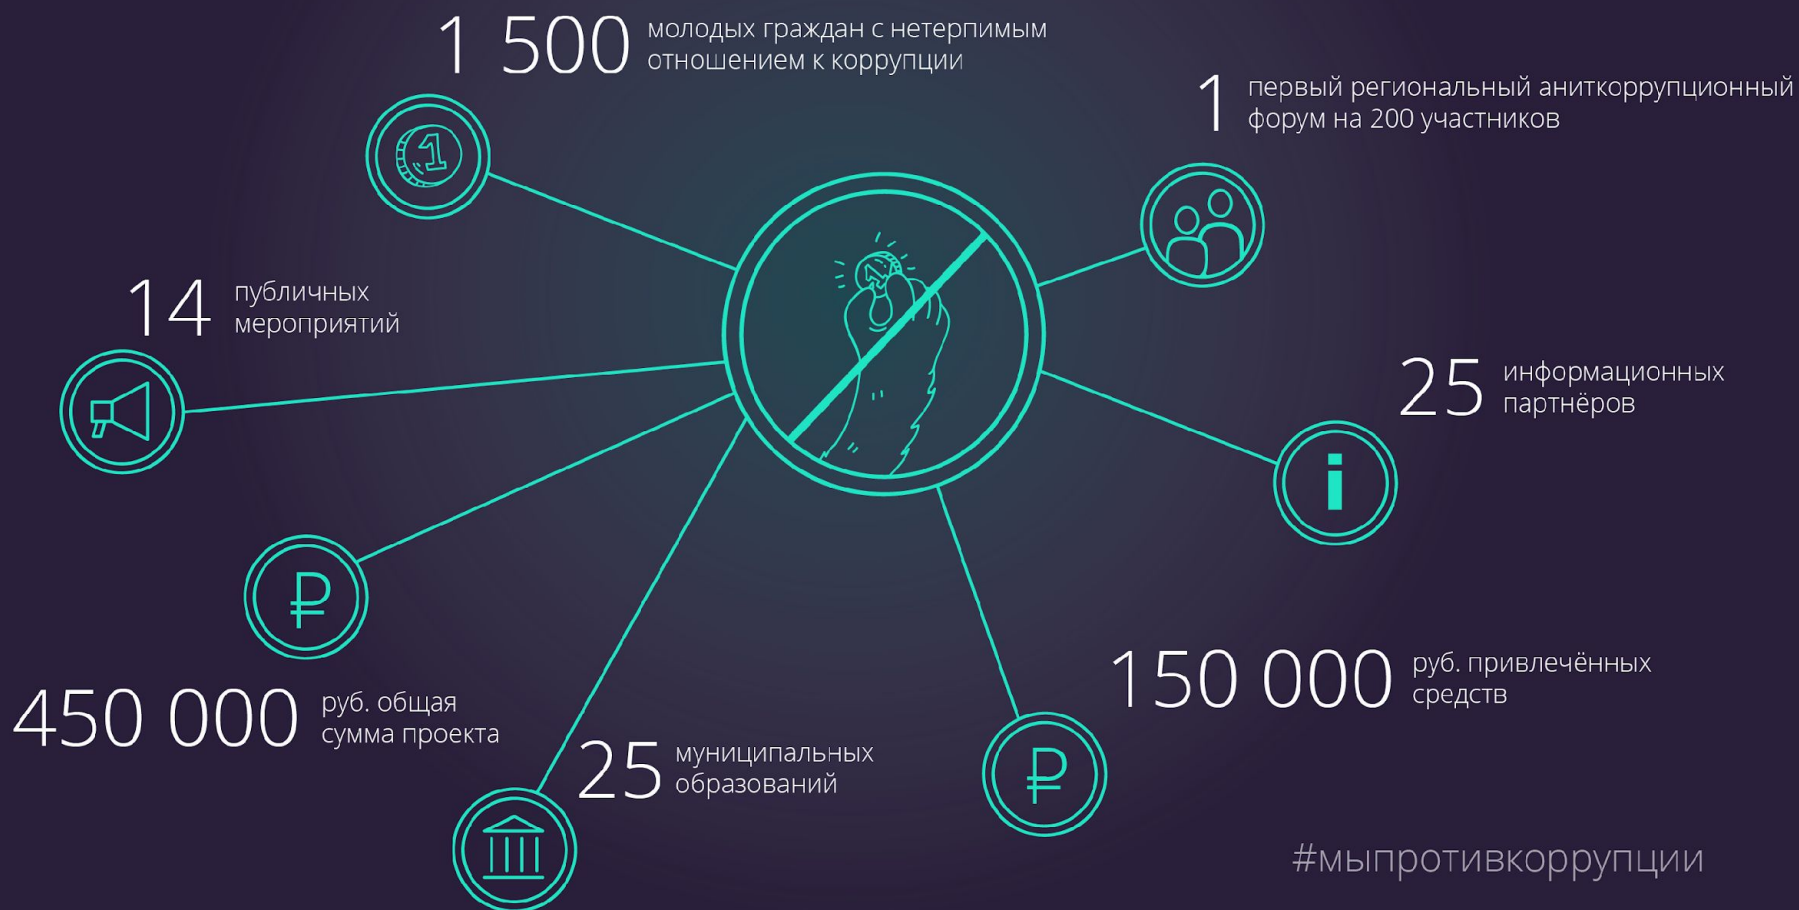 1 500 молодых граждан с нетерпимым
отношением к коррупции
1 первый региональный аниткоррупционный
форум на 200 участников
14 публичных
мероприятий
25 информационных
партнёров
450 000 руб. общая
сумма проекта
25 муниципальных
образований
150 000 руб. привлечённых
средств
#мыпротивкоррупции